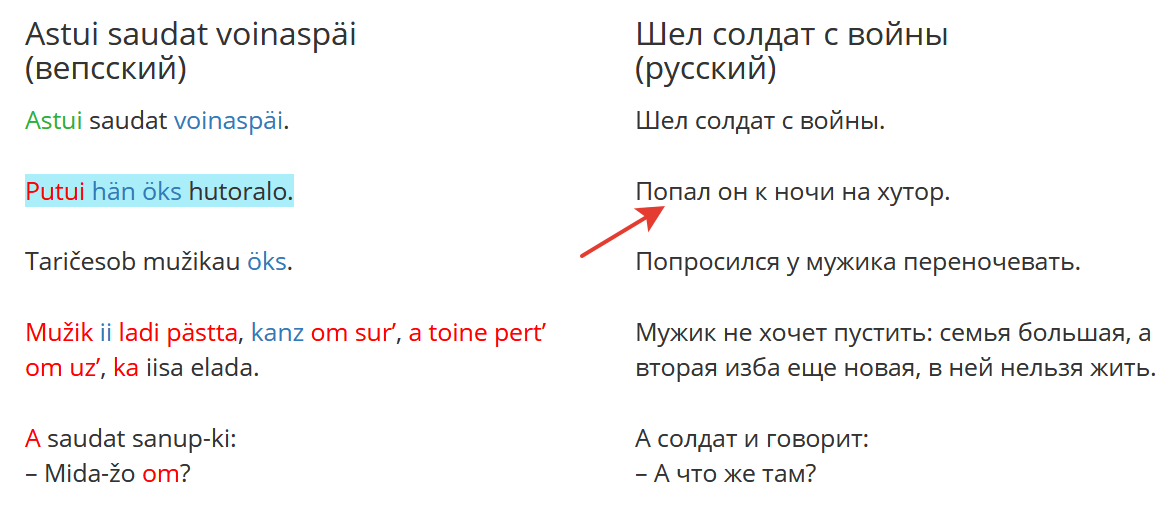 Astui saudat voinaspäi
(вепсский)
Astui saudat voinaspäi.
Putui hän öks hutoralo.
Taričesob mužikau öks.
Mužik ii ladi pästta, kanz om sur’, a toine pert’
om uz’, ka iisa elada.
A saudat sanup-ki:
– Mida-žo om?
Шел солдат с войны
(русский)
Шел солдат с войны.
Попал он к ночи на хутор.
Попросился у мужика переночевать.
Мужик не хочет пустить: семья большая, а
вторая изба еще новая, в ней нельзя жить.
А солдат и говорит:
– А что же там?